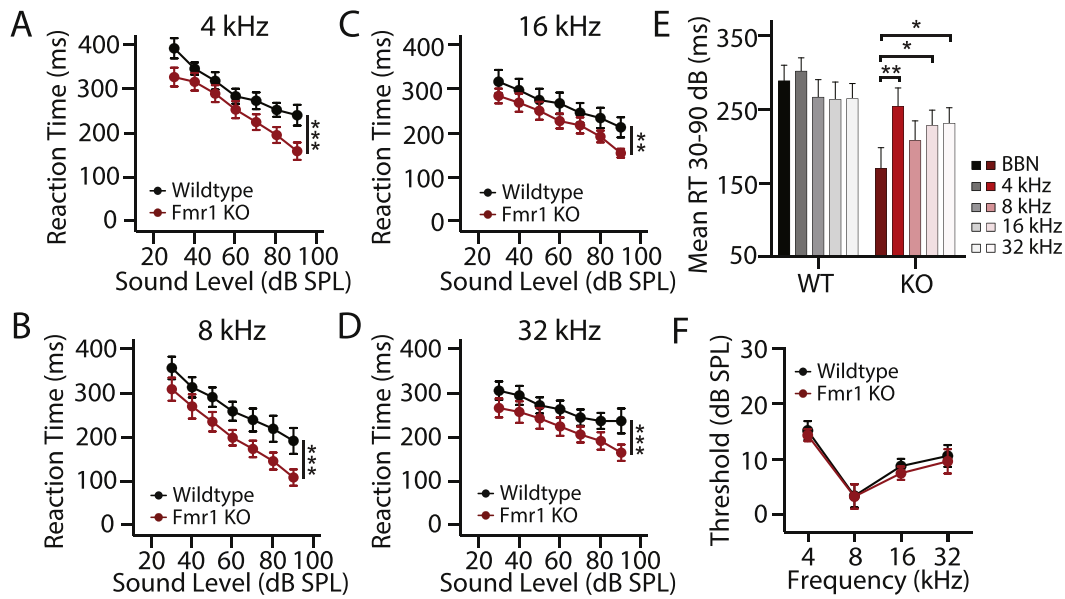 A
4 kHz
Reaction Time (ms)
400
300
200
100
0
***
Wildtype
Fmr1 KO
20 40 60 80 100
Sound Level (dB SPL)
C
16 kHz
Reaction Time (ms)
400
300
200
100
0
**
Wildtype
Fmr1 KO
20 40 60 80 100
Sound Level (dB SPL)
E
Mean RT 30-90 dB (ms)
350
250
150
50
*
*
**
WT KO
BBN
4 kHz
8 kHz
16 kHz
32 kHz
B
8 kHz
Reaction Time (ms)
400
300
200
100
0
***
Wildtype
Fmr1 KO
20 40 60 80 100
Sound Level (dB SPL)
D
32 kHz
Reaction Time (ms)
400
300
200
100
0
***
Wildtype
Fmr1 KO
20 40 60 80 100
Sound Level (dB SPL)
F
Threshold (dB SPL)
30
20
10
0
Wildtype
Fmr1 KO
4 8 16 32
Frequency (kHz)